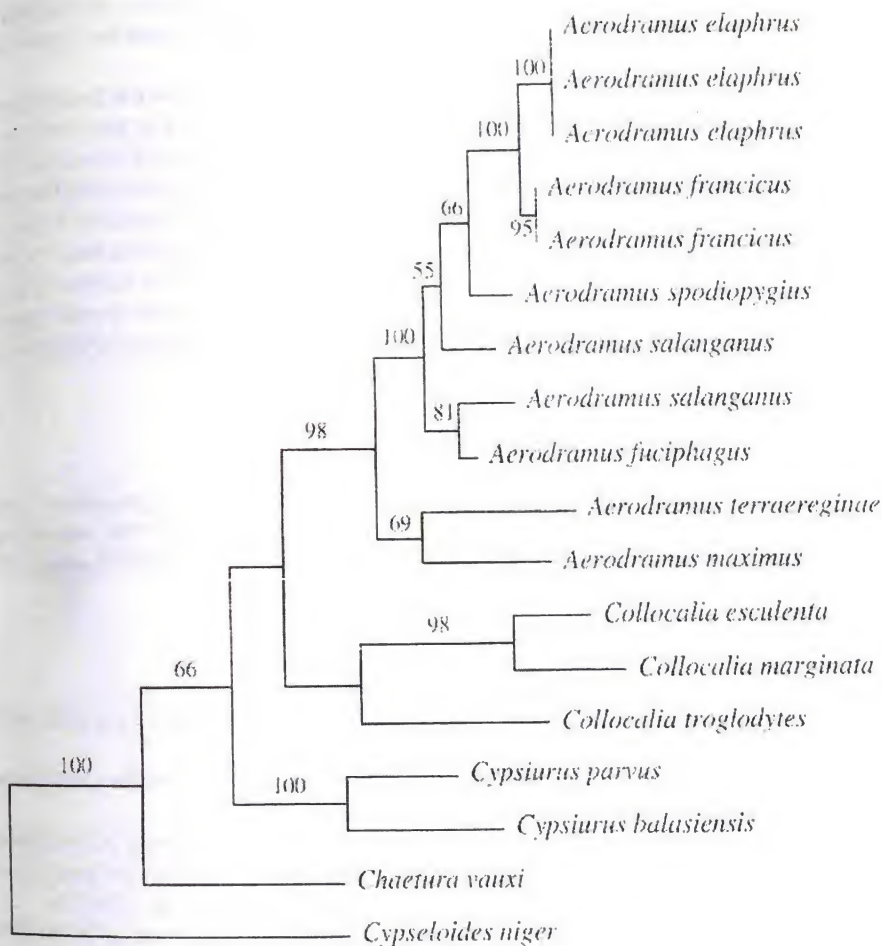 Aerodramus elaphrus
100
Aerodramus elaphrus
Aerodramus elaphrus
100
Aerodramus francicus
66
95
Aerodramus francicus
55
Aerodramus spodiopygius
100
Aerodramus salanganus
81
Aerodramus salanganus
98
Aerodramus fuciphagus
Aerodramus terraereginae
69
Aerodramus maximus
Collocalia esculenta
98
Collocalia marginata
66
Collocalia troglodytes
100
Cypsiurus parvus
100
Cypsiurus balasiensis
Chaetura vauxi
Cypseloides niger